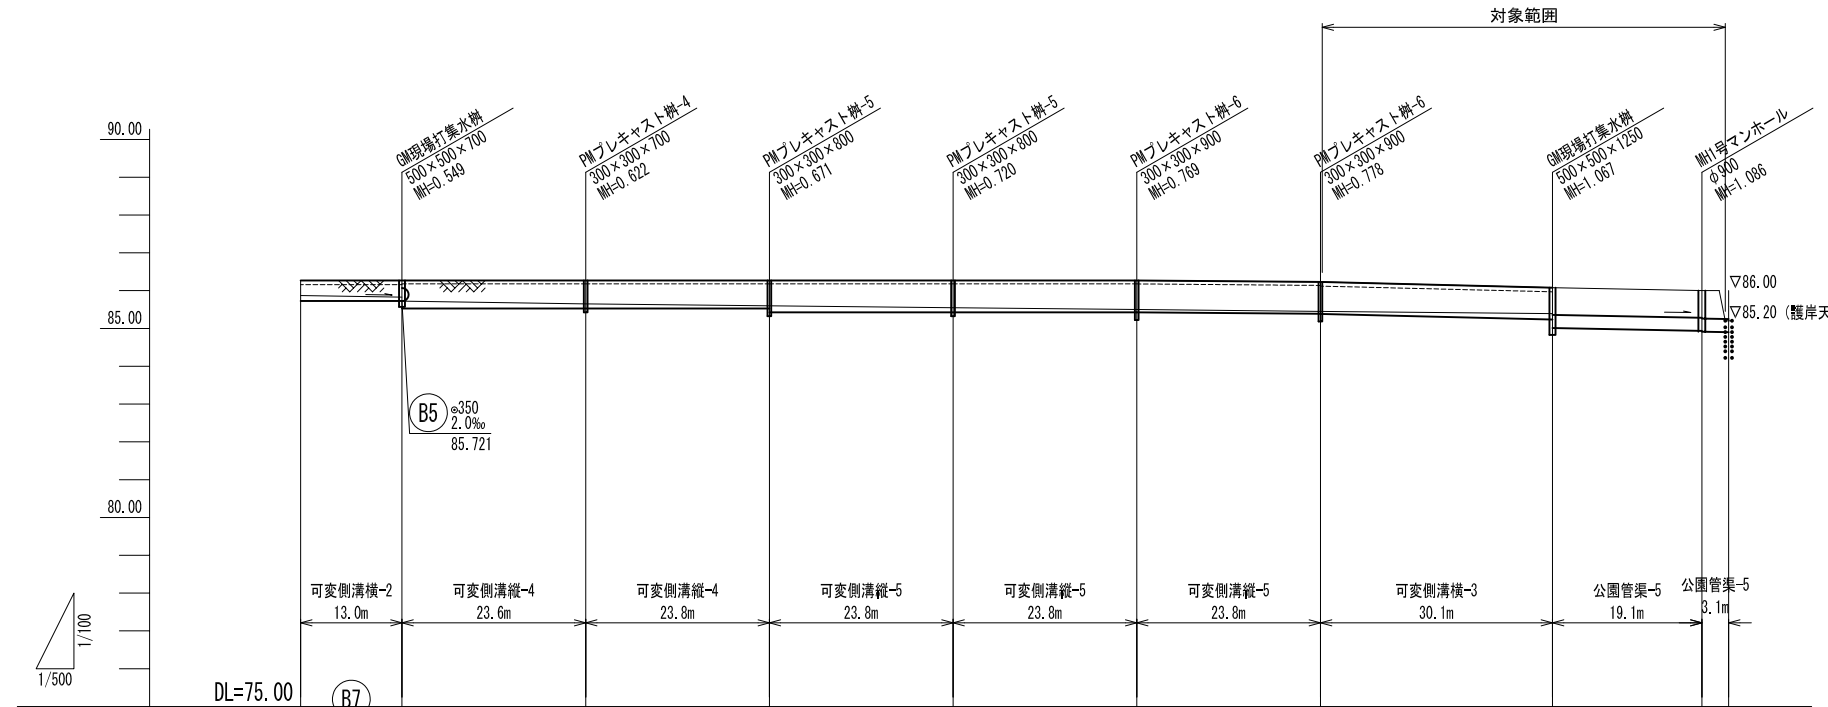 対象範囲
GM現場打集水桝
500×500×700
MH=0.549
PMプレキャスト桝-4
300×300×700
MH=0.622
PMプレキャスト桝-5
300×300×800
MH=0.671
PMプレキャスト桝-5
300×300×800
MH=0.720
PMプレキャスト桝-6
300×300×900
MH=0.769
PMプレキャスト桝-6
300×300×900
MH=0.778
GM現場打集水桝
500×500×1250
MH=1.067
MH1号マンホール
φ900
MH=1.086
90.00
85.00
80.00
▽86.00
▽85.20 (護岸天
B5
⊚350
2.0‰
85.721
可変側溝横-2
13.0m
可変側溝縦-4
23.6m
可変側溝縦-4
23.8m
可変側溝縦-5
23.8m
可変側溝縦-5
23.8m
可変側溝縦-5
23.8m
可変側溝横-3
30.1m
公園管渠-5
19.1m
公園管渠-5
3.1m
1/100
1/500
DL=75.00
B7